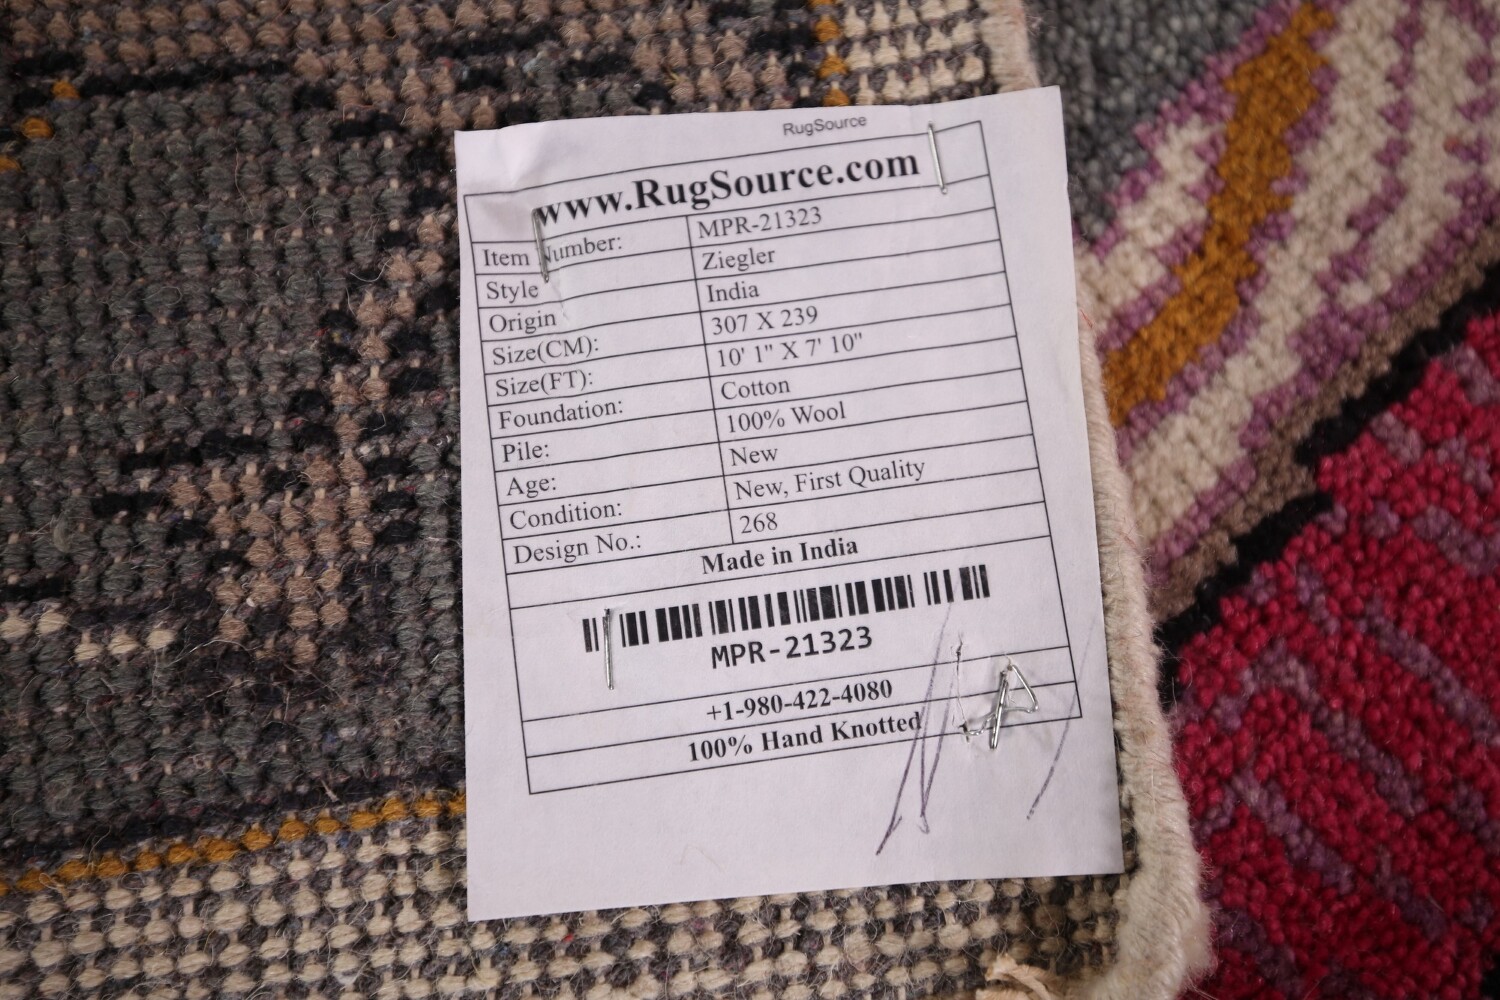 RugSource
www.RugSource.com
Item Number: MPR-21323
Style Ziegler
Origin India
Size(CM): 307 X 239
Size(FT): 10' 1" X 7' 10"
Foundation: Cotton
Pile: 100% Wool
Age: New
Condition: New, First Quality
Design No.: 268
Made in India
MPR-21323
+1-980-422-4080
100% Hand Knotted